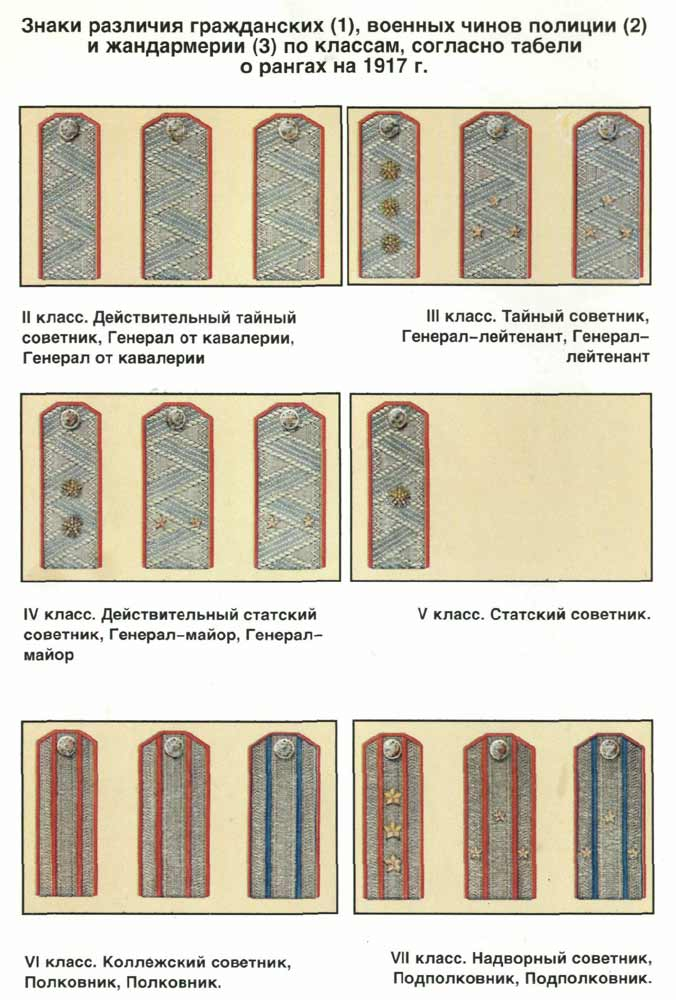 Знаки различия гражданских (1), военных чинов полиции (2)
и жандармерии (3) по классам, согласно табели
о рангах на 1917 г.
II класс. Действительный тайный
советник, Генерал от кавалерии,
Генерал от кавалерии
III класс. Тайный советник,
Генерал–лейтенант, Генерал–
лейтенант
IV класс. Действительный статский
советник, Генерал–майор, Генерал–
майор
V класс. Статский советник.
VI класс. Коллежский советник,
Полковник, Полковник.
VII класс. Надворный советник,
Подполковник, Подполковник.